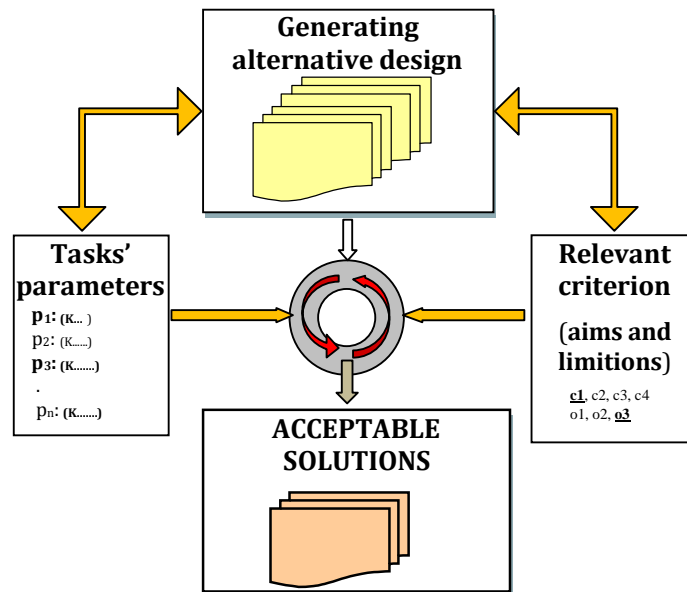 Generating
alternative design
Tasks'
parameters
p1: (K... )
p2: (K......)
p3: (K.......)
.
pn: (K.......)
Relevant
criterion
(aims and
limitions)
c1, c2, c3, c4
o1, o2, o3
ACCEPTABLE
SOLUTIONS